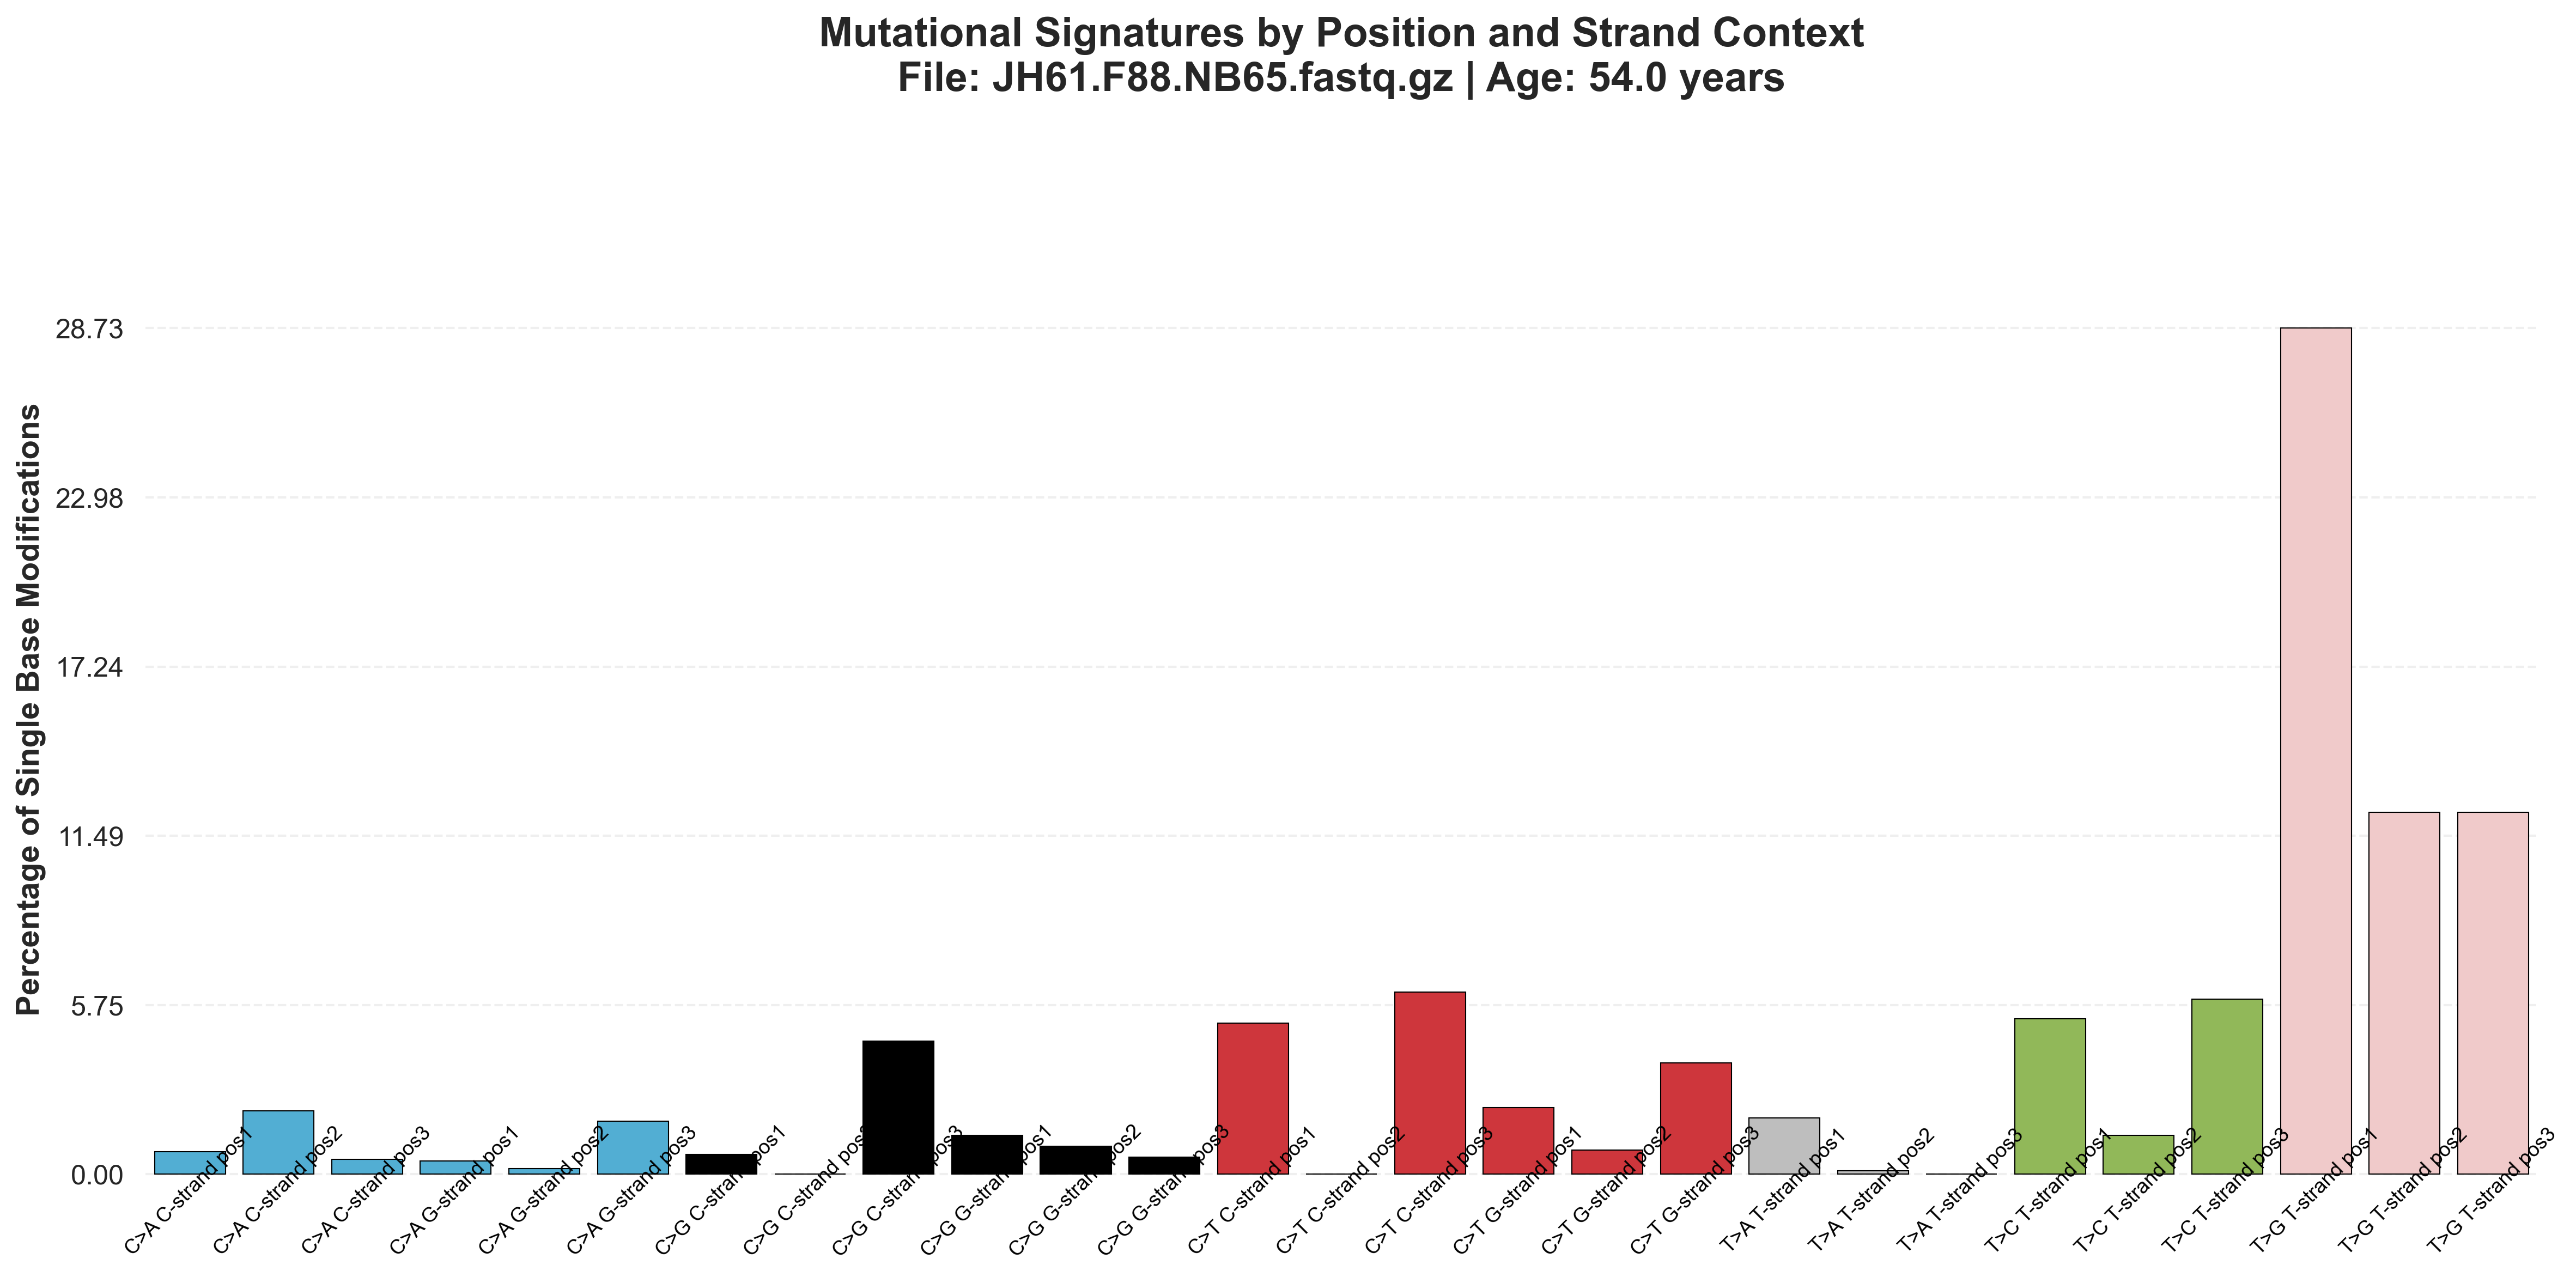 Mutational Signatures by Position and Strand Context
File: JH61.F88.NB65.fastq.gz | Age: 54.0 years
Percentage of Single Base Modifications
28.73
22.98
17.24
11.49
5.75
0.00
C>A C-strand pos1
C>A C-strand pos2
C>A C-strand pos3
C>A G-strand pos1
C>A G-strand pos2
C>A G-strand pos3
C>G C-strand pos1
C>G C-strand pos2
C>G C-strand pos3
C>G G-strand pos1
C>G G-strand pos2
C>G G-strand pos3
C>T C-strand pos1
C>T C-strand pos2
C>T C-strand pos3
C>T G-strand pos1
C>T G-strand pos2
C>T G-strand pos3
T>A T-strand pos1
T>A T-strand pos2
T>A T-strand pos3
T>C T-strand pos1
T>C T-strand pos2
T>C T-strand pos3
T>G T-strand pos1
T>G T-strand pos2
T>G T-strand pos3